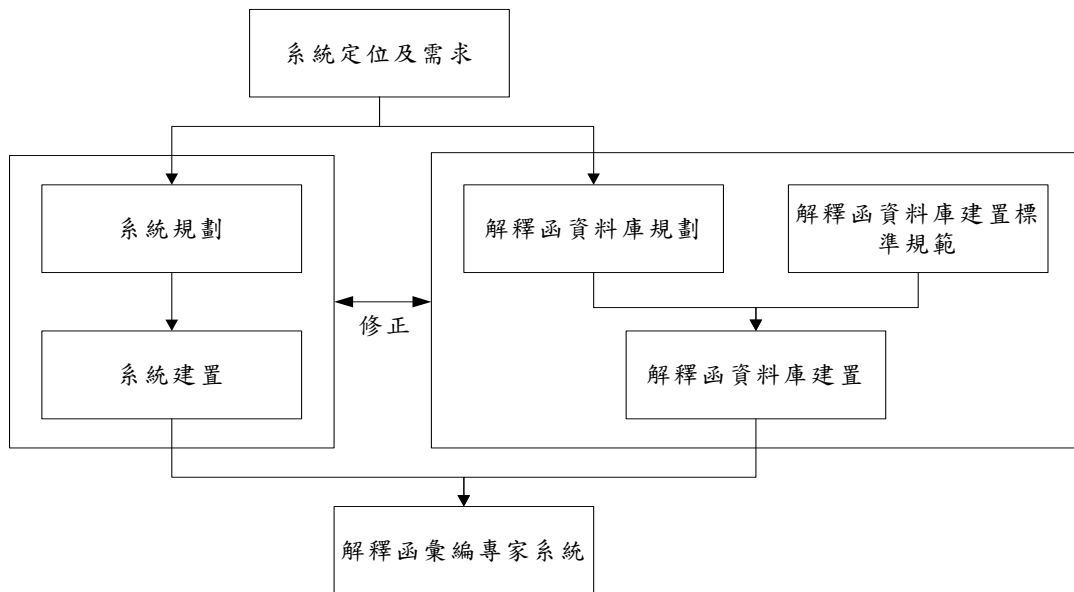 系統定位及需求
系統規劃
解釋函資料庫規劃
解釋函資料庫建置標
準規範
修正
系統建置
解釋函資料庫建置
解釋函彙編專家系統